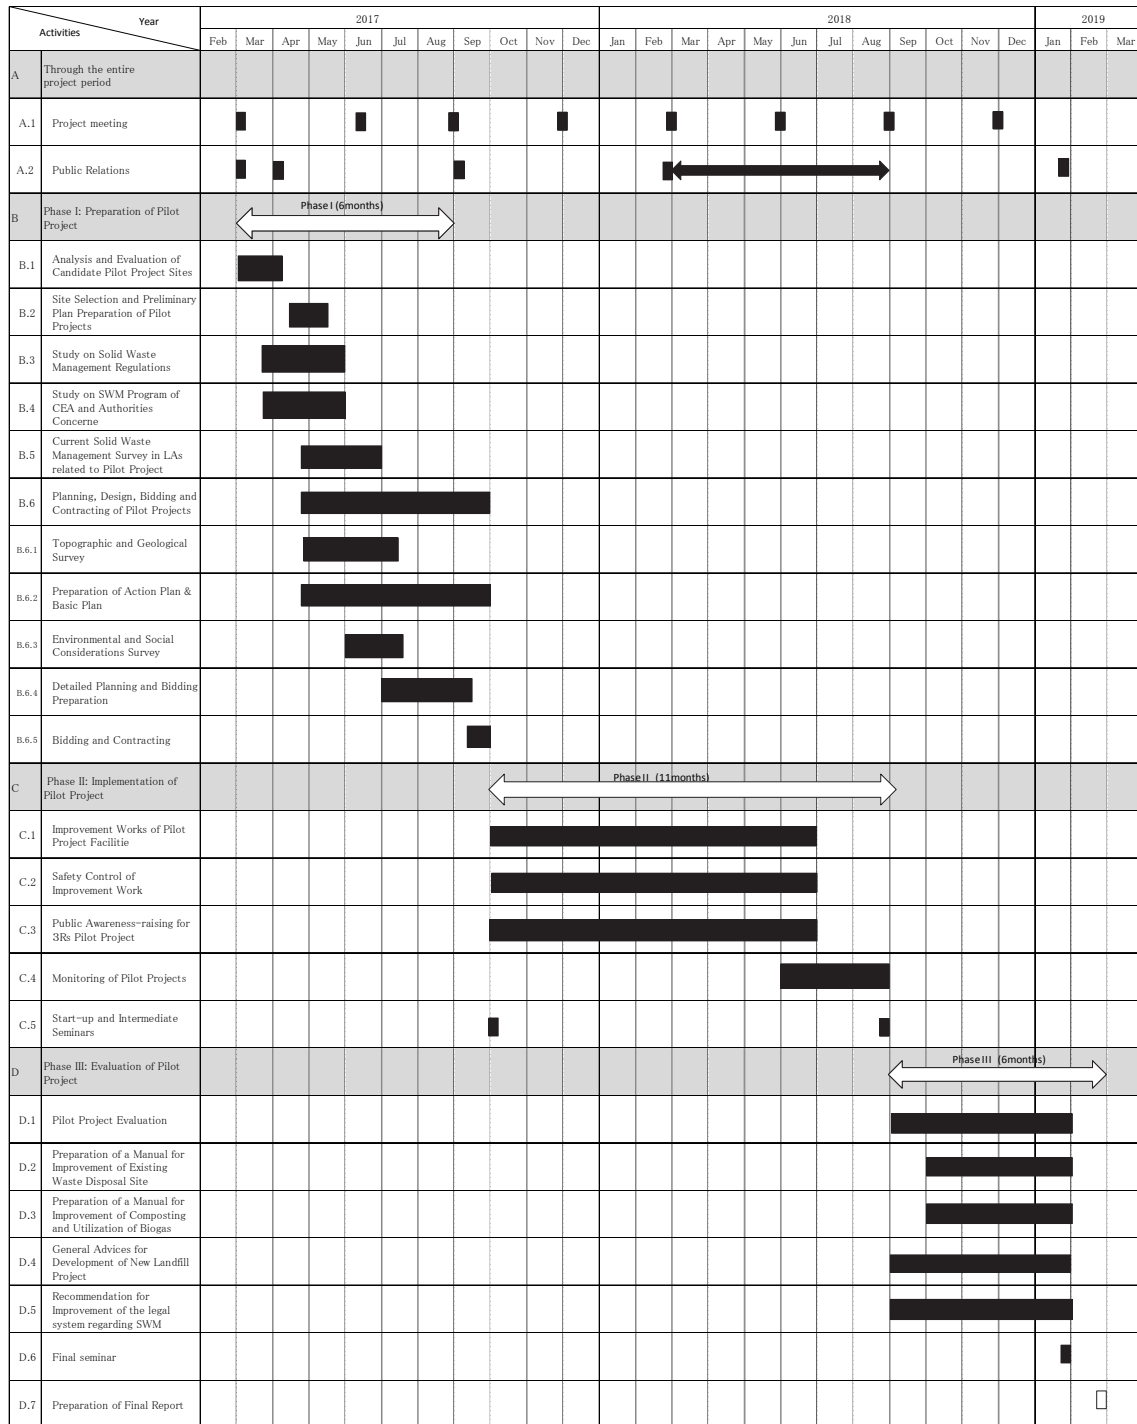 Year
Activities
2017
2018
2019
Feb Mar Apr May Jun Jul Aug Sep Oct Nov Dec Jan Feb Mar Apr May Jun Jul Aug Sep Oct Nov Dec Jan Feb Mar
A
Through the entire
project period
A.1 Project meeting
A.2 Public Relations
B
Phase I: Preparation of Pilot
Project
Phase I (6months)
B.1
Analysis and Evaluation of
Candidate Pilot Project Sites
B.2
Site Selection and Preliminary
Plan Preparation of Pilot
Projects
B.3
Study on Solid Waste
Management Regulations
B.4
Study on SWM Program of
CEA and Authorities
Concerne
B.5
Current Solid Waste
Management Survey in LAs
related to Pilot Project
B.6
Planning, Design, Bidding and
Contracting of Pilot Projects
B.6.1
Topographic and Geological
Survey
B.6.2
Preparation of Action Plan &
Basic Plan
B.6.3
Environmental and Social
Considerations Survey
B.6.4
Detailed Planning and Bidding
Preparation
B.6.5 Bidding and Contracting
C
Phase II: Implementation of
Pilot Project
Phase II (11months)
C.1
Improvement Works of Pilot
Project Facilitie
C.2
Safety Control of
Improvement Work
C.3
Public Awareness-raising for
3Rs Pilot Project
C.4 Monitoring of Pilot Projects
C.5
Start-up and Intermediate
Seminars
D
Phase III: Evaluation of Pilot
Project
Phase III (6months)
D.1 Pilot Project Evaluation
D.2
Preparation of a Manual for
Improvement of Existing
Waste Disposal Site
D.3
Preparation of a Manual for
Improvement of Composting
and Utilization of Biogas
D.4
General Advices for
Development of New Landfill
Project
D.5
Recommendation for
Improvement of the legal
system regarding SWM
D.6 Final seminar
D.7 Preparation of Final Report